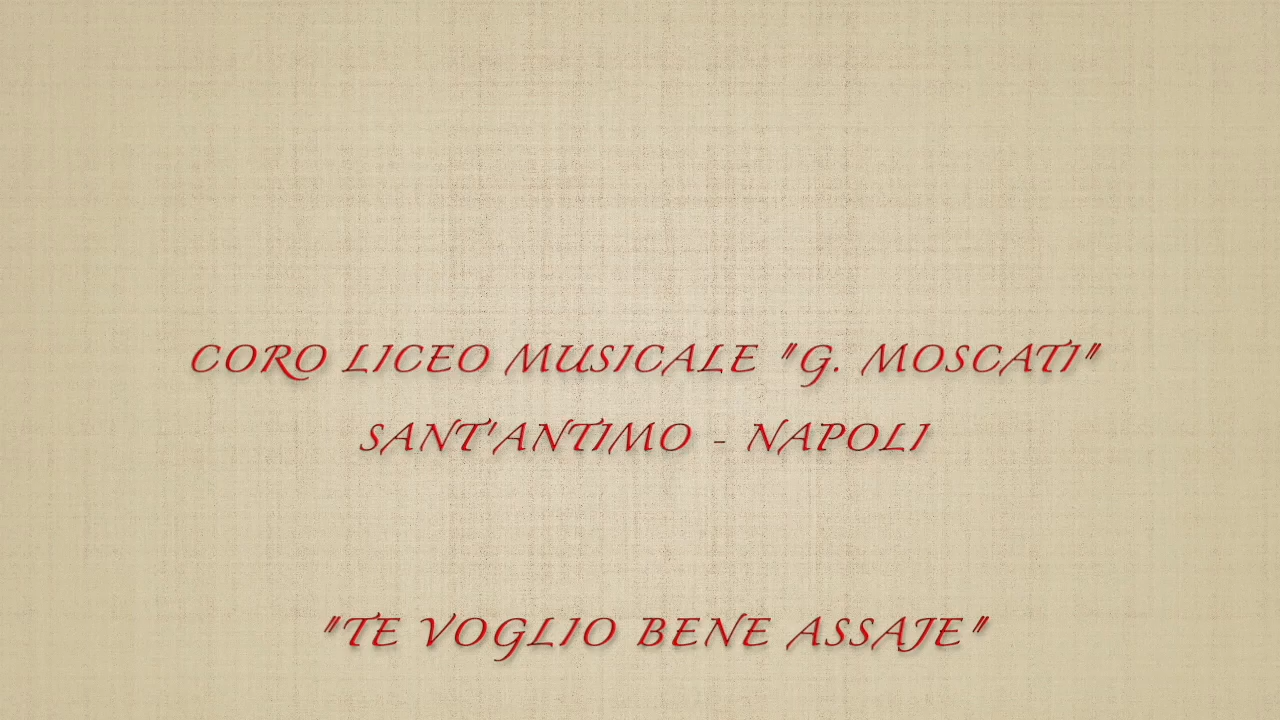 CORO LICEO MUSICALE "G. MOSCATI"
SANT'ANTIMO - NAPOLI
"TE VOGLIO BENE ASSAJE"